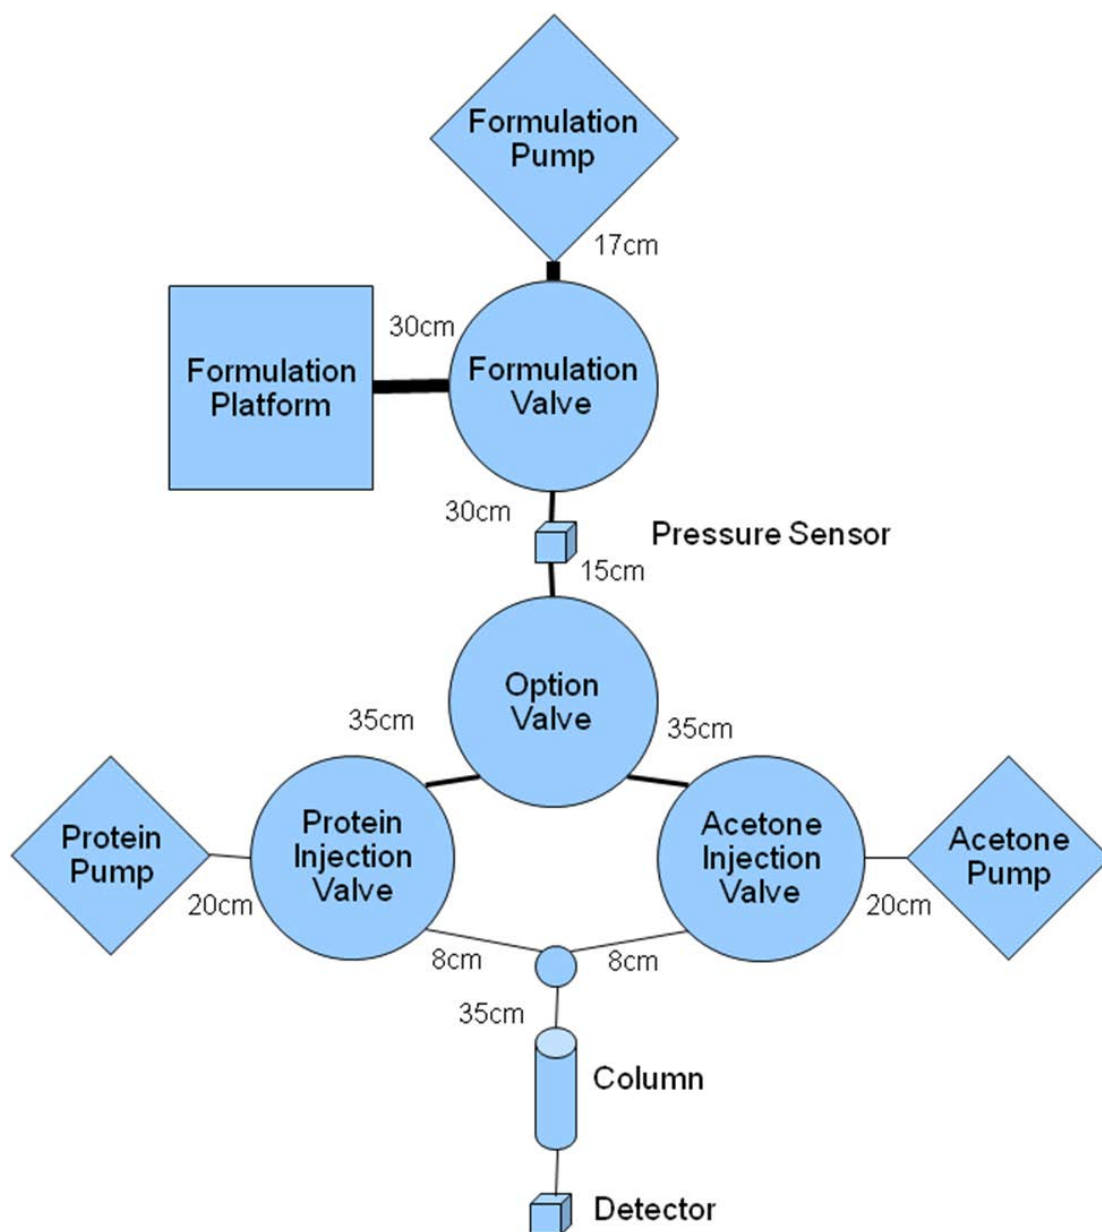 Formulation
Pump
17cm
30cm
Formulation
Platform
Formulation
Valve
30cm
Pressure Sensor
15cm
Option
Valve
35cm
35cm
Protein
Pump
Protein
Injection
Valve
Acetone
Injection
Valve
Acetone
Pump
20cm
20cm
8cm
8cm
35cm
Column
Detector